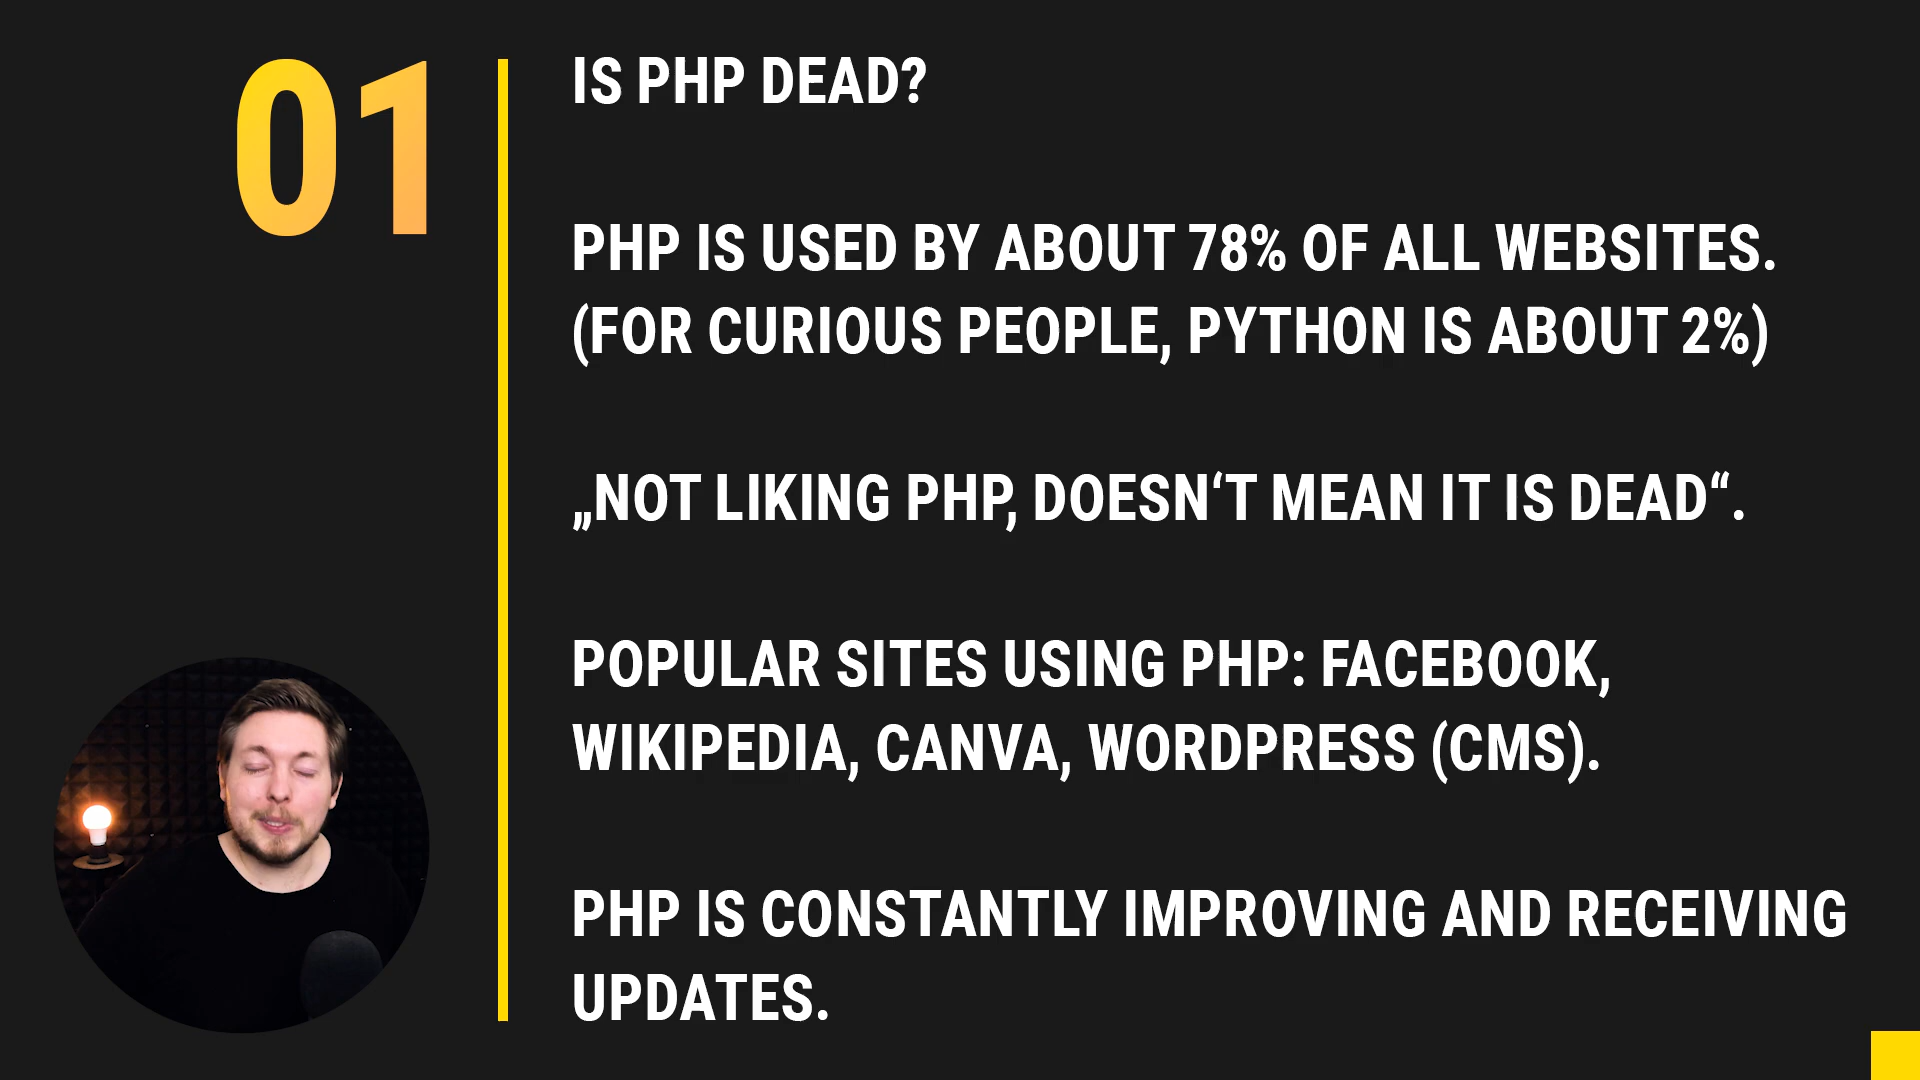 01
IS PHP DEAD?
PHP IS USED BY ABOUT 78% OF ALL WEBSITES.
(FOR CURIOUS PEOPLE, PYTHON IS ABOUT 2%)
„NOT LIKING PHP, DOESN‘T MEAN IT IS DEAD“.
POPULAR SITES USING PHP: FACEBOOK,
WIKIPEDIA, CANVA, WORDPRESS (CMS).
PHP IS CONSTANTLY IMPROVING AND RECEIVING
UPDATES.